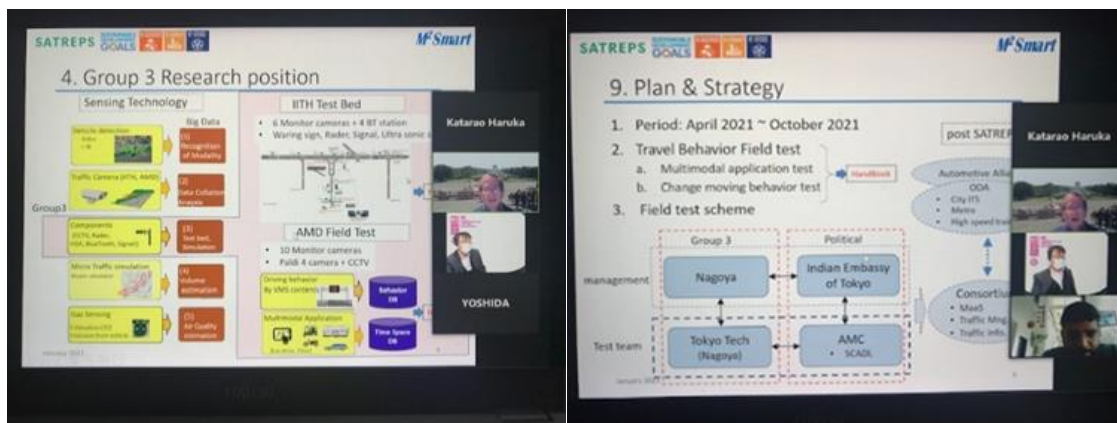 SATREPS
SUSTAINABLE
DEVELOPMENT
GOALS
M²Smart
4. Group 3 Research position
Sensing Technology
Big Data
Vehicle detection
(1)
Recognition
of Modality
Traffic Camera (IITH, AMD)
(2)
Data Collation
Analysis
Group3
Components
(3)
Test bed,
Simulation
Micro Traffic simulation
(4)
Volume
estimation
Gas Sensing
(5)
Air Quality
estimation
IITH Test Bed
• 6 Monitor cameras + 4 BT station
• Waring sign, Rader, Signal, Ultra sonic
AMD Field Test
• 10 Monitor cameras
• Paldi 4 camera + CCTV
Driving behavior
By VMS contents
Behavior
DB
Multimodal Application
Time Space
DB
January 2021
Katarao Haruka
YOSHIDA
SATREPS
GOALS
M²Smart
9. Plan & Strategy
1. Period: April 2021 ~ October 2021
2. Travel Behavior Field test
a. Multimodal application test
b. Change moving behavior test
Handbook
3. Field test scheme
Group 3
Political
management
Nagoya
Indian Embassy
of Tokyo
Test team
Tokyo Tech
(Nagoya)
AMC
• SCADL
post SATREP
Automotive Allia
ODA
• City ITS
• Metro
• High speed trai
Consortiu
• MaaS
• Traffic Mng.
• Traffic Info.
Katarao Haruka